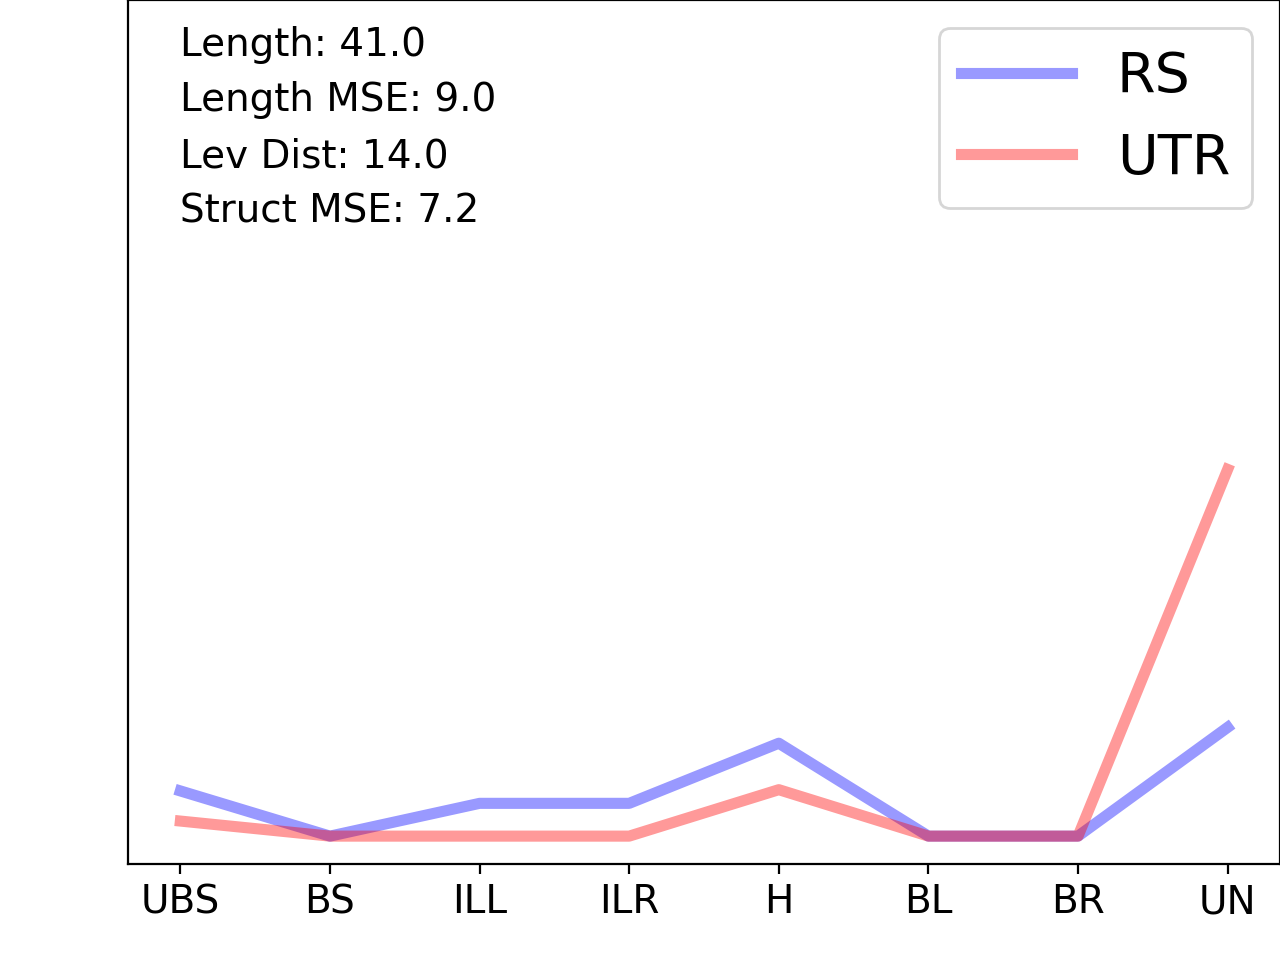 Length: 41.0
Length MSE: 9.0
Lev Dist: 14.0
Struct MSE: 7.2
RS
UTR
UBS BS ILL ILR H BL BR UN